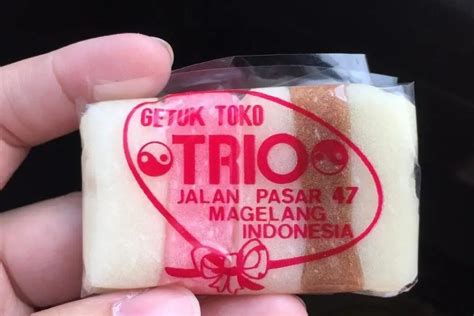 GETUK TOKO
TRIO
JALAN PASAR 47
MAGELANG
INDONESIA